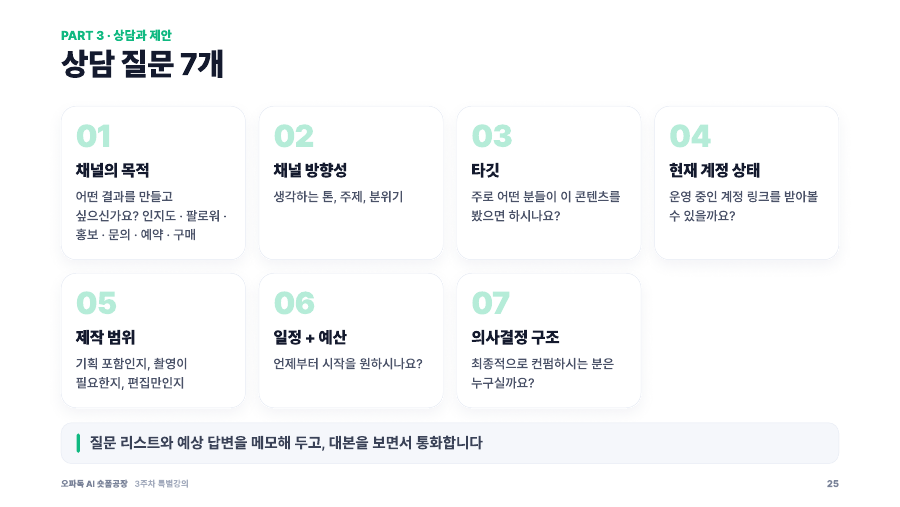 PART 3 · 상담과 제안
상담 질문 7개
01
채널의 목적
어떤 결과를 만들고
싶으신가요? 인지도 · 팔로워 ·
홍보 · 문의 · 예약 · 구매
02
채널 방향성
생각하는 톤, 주제, 분위기
03
타깃
주로 어떤 분들이 이 콘텐츠를
봤으면 하시나요?
04
현재 계정 상태
운영 중인 계정 링크를 받아볼
수 있을까요?
05
제작 범위
기획 포함인지, 촬영이
필요한지, 편집만인지
06
일정 + 예산
언제부터 시작을 원하시나요?
07
의사결정 구조
최종적으로 컨펌하시는 분은
누구실까요?
질문 리스트와 예상 답변을 메모해 두고, 대본을 보면서 통화합니다
오파독 AI 숏폼공장 3주차 특별강의
25